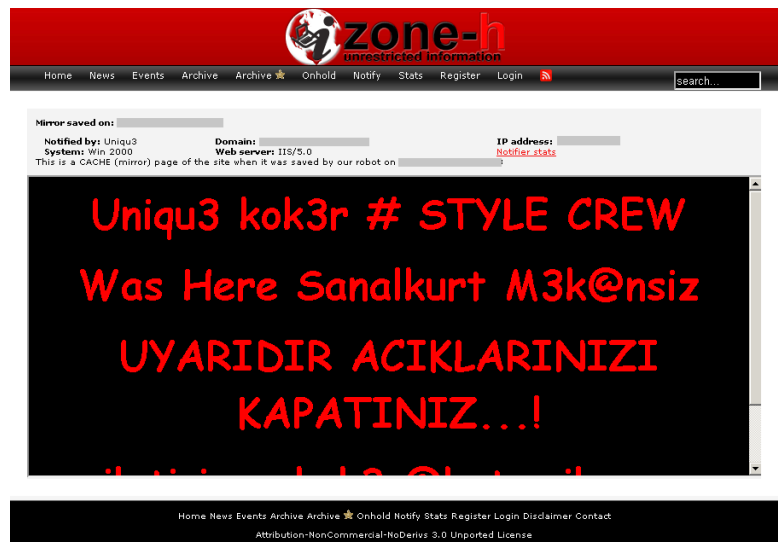 zone-h
unrestricted information
Home News Events Archive Archive Onhold Notify Stats Register Login
search...
Mirror saved on:
Notified by: Uniqu3 Domain: IP address:
System: Win 2000 Web server: IIS/5.0 Notifier stats
This is a CACHE (mirror) page of the site when it was saved by our robot on
Uniqu3 kok3r # STYLE CREW
Was Here Sanalkurt M3k@nsiz
UYARIDIR ACIKLARINIZI
KAPATINIZ...!
Home News Events Archive Archive Onhold Notify Stats Register Login Disclaimer Contact
Attribution-NonCommercial-NoDerivs 3.0 Unported License